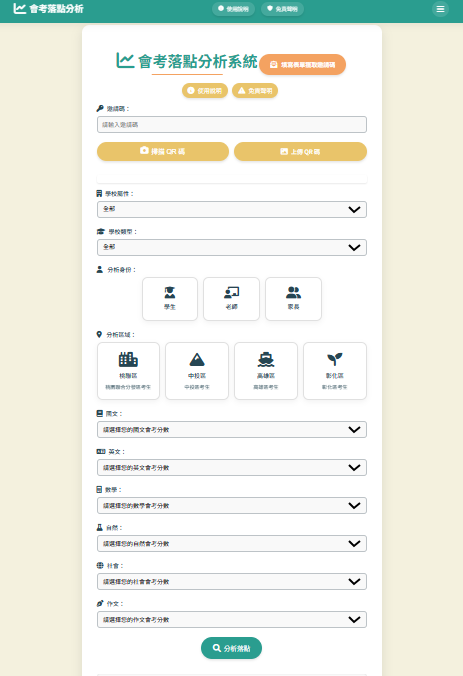 會考落點分析
使用說明
免責聲明
會考落點分析系統
填寫表單獲取邀請碼
使用說明
免責聲明
邀請碼：
請輸入邀請碼
掃描 QR 碼
上傳 QR 碼
學校屬性：
全部
學校類型：
全部
分析身份：
學生
老師
家長
分析區域：
桃聯區
桃園聯合分發區考生
中投區
中投區考生
高雄區
高雄區考生
彰化區
彰化區考生
國文：
請選擇您的國文會考分數
英文：
請選擇您的英文會考分數
數學：
請選擇您的數學會考分數
自然：
請選擇您的自然會考分數
社會：
請選擇您的社會會考分數
作文：
請選擇您的作文會考分數
分析落點